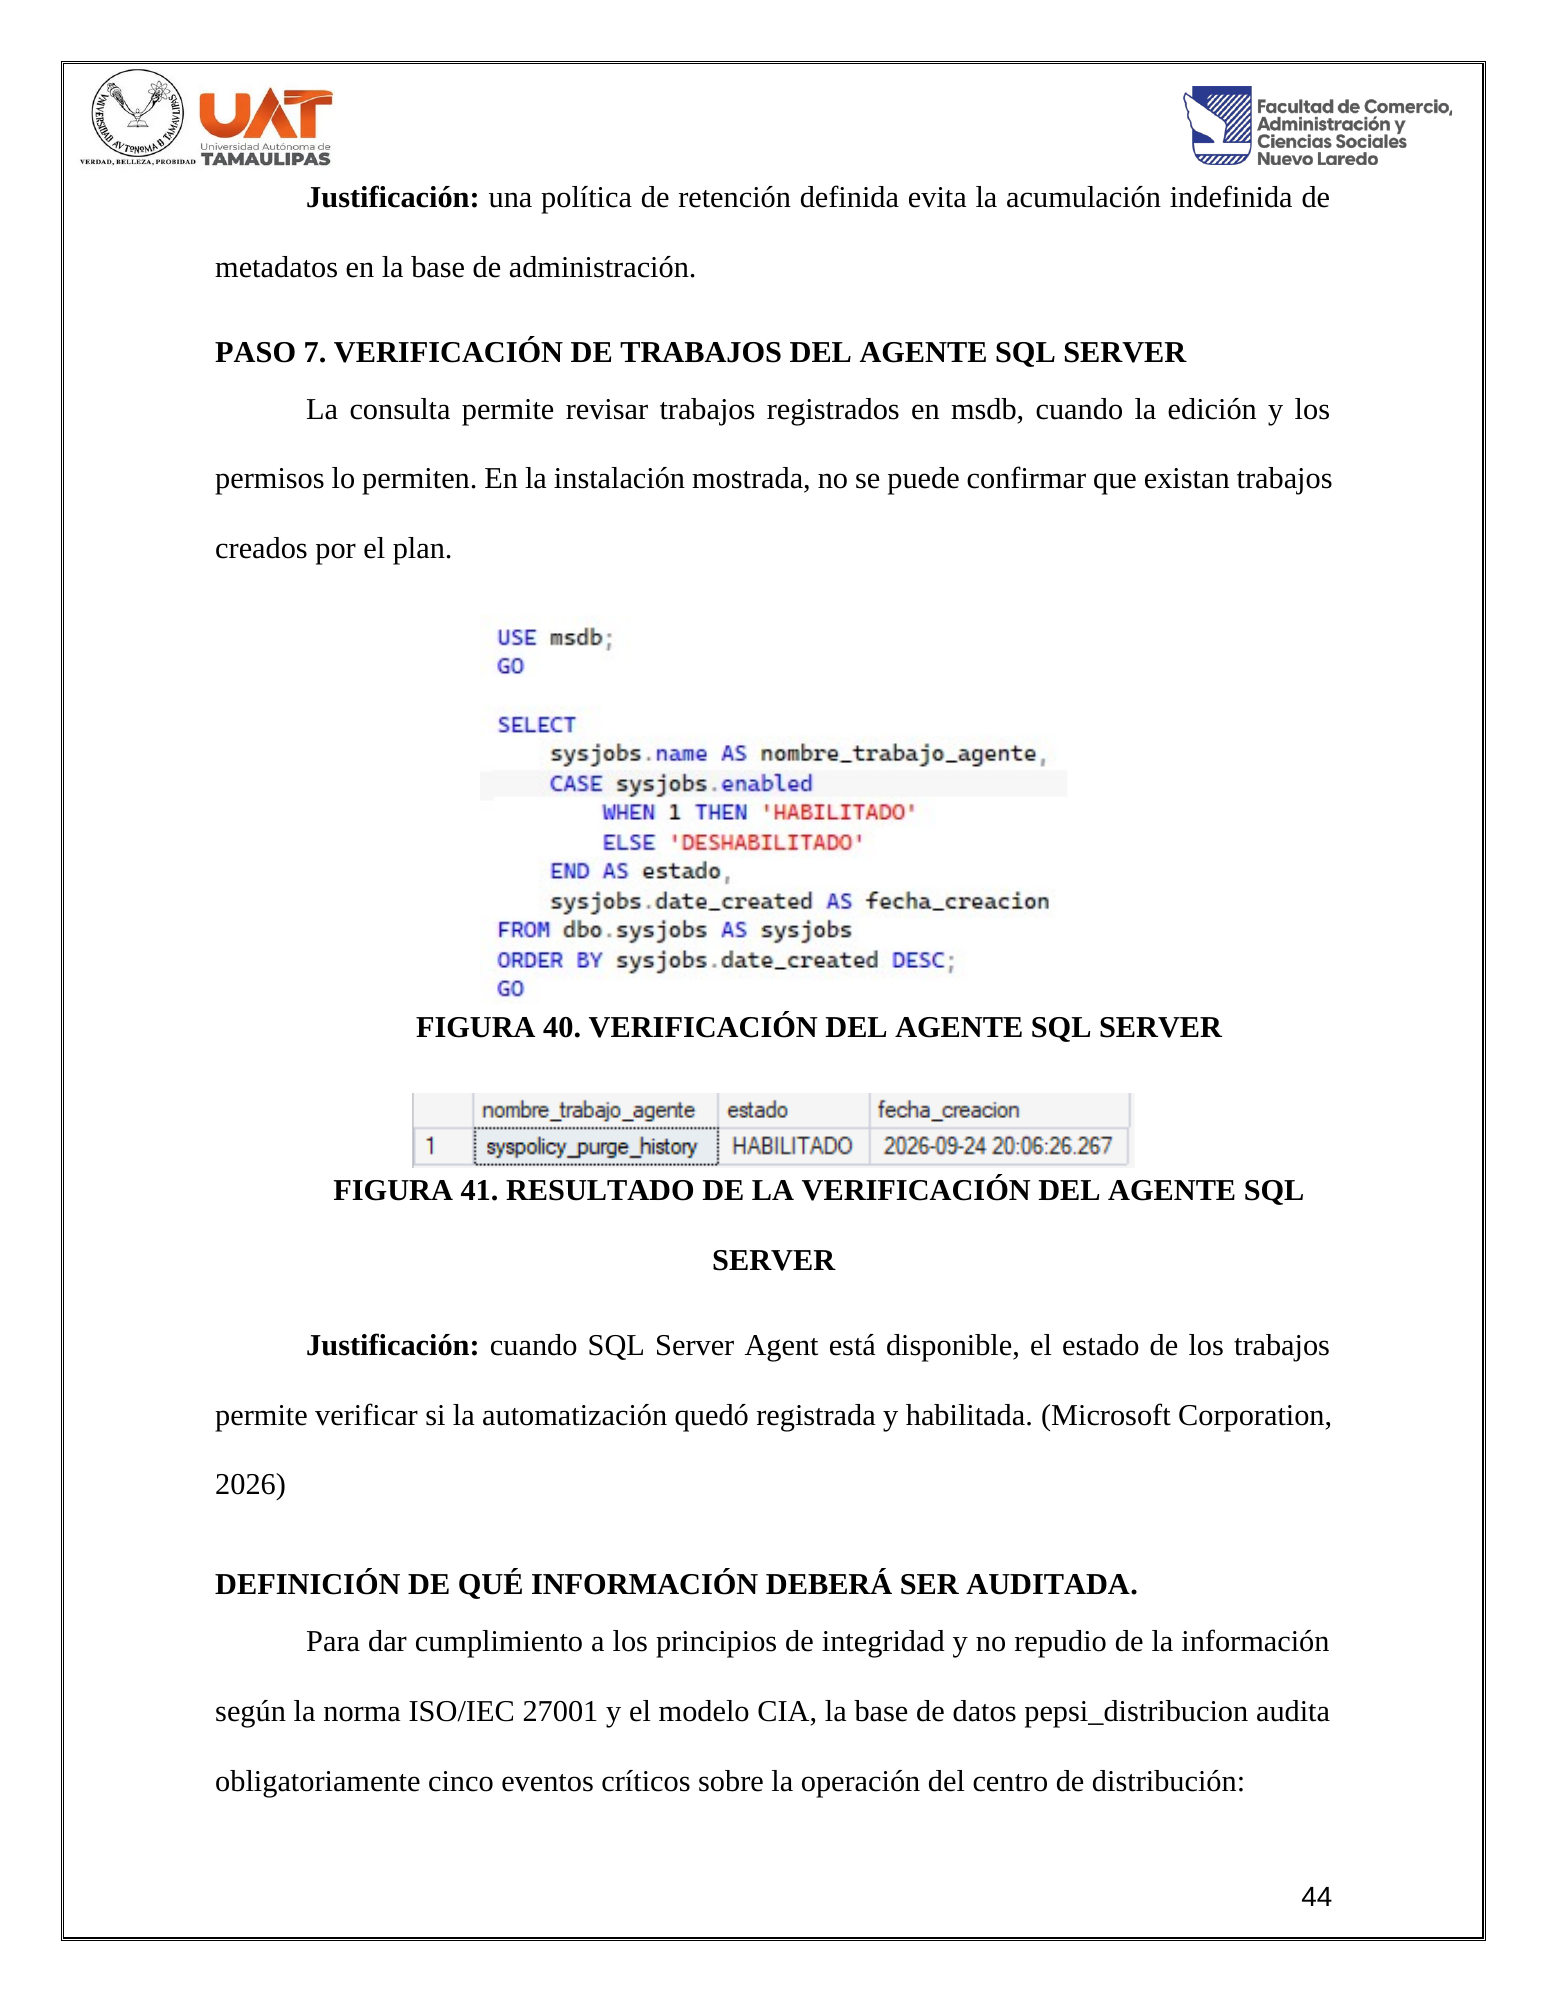 VNIVERSIDAD AVTONOMA D TAMAVLIPAS
VERDAD, BELLEZA, PROBIDAD
UAT
Universidad Autónoma de
TAMAULIPAS
Facultad de Comercio,
Administración y
Ciencias Sociales
Nuevo Laredo
Justificación: una política de retención definida evita la acumulación indefinida de
metadatos en la base de administración.
PASO 7. VERIFICACIÓN DE TRABAJOS DEL AGENTE SQL SERVER
La consulta permite revisar trabajos registrados en msdb, cuando la edición y los
permisos lo permiten. En la instalación mostrada, no se puede confirmar que existan trabajos
creados por el plan.
USE msdb;
GO
SELECT
sysjobs.name AS nombre_trabajo_agente,
CASE sysjobs.enabled
WHEN 1 THEN 'HABILITADO'
ELSE 'DESHABILITADO'
END AS estado,
sysjobs.date_created AS fecha_creacion
FROM dbo.sysjobs AS sysjobs
ORDER BY sysjobs.date_created DESC;
GO
FIGURA 40. VERIFICACIÓN DEL AGENTE SQL SERVER
nombre_trabajo_agente estado fecha_creacion
1 syspolicy_purge_history HABILITADO 2026-09-24 20:06:26.267
FIGURA 41. RESULTADO DE LA VERIFICACIÓN DEL AGENTE SQL
SERVER
Justificación: cuando SQL Server Agent está disponible, el estado de los trabajos
permite verificar si la automatización quedó registrada y habilitada. (Microsoft Corporation,
2026)
DEFINICIÓN DE QUÉ INFORMACIÓN DEBERÁ SER AUDITADA.
Para dar cumplimiento a los principios de integridad y no repudio de la información
según la norma ISO/IEC 27001 y el modelo CIA, la base de datos pepsi_distribucion audita
obligatoriamente cinco eventos críticos sobre la operación del centro de distribución:
44